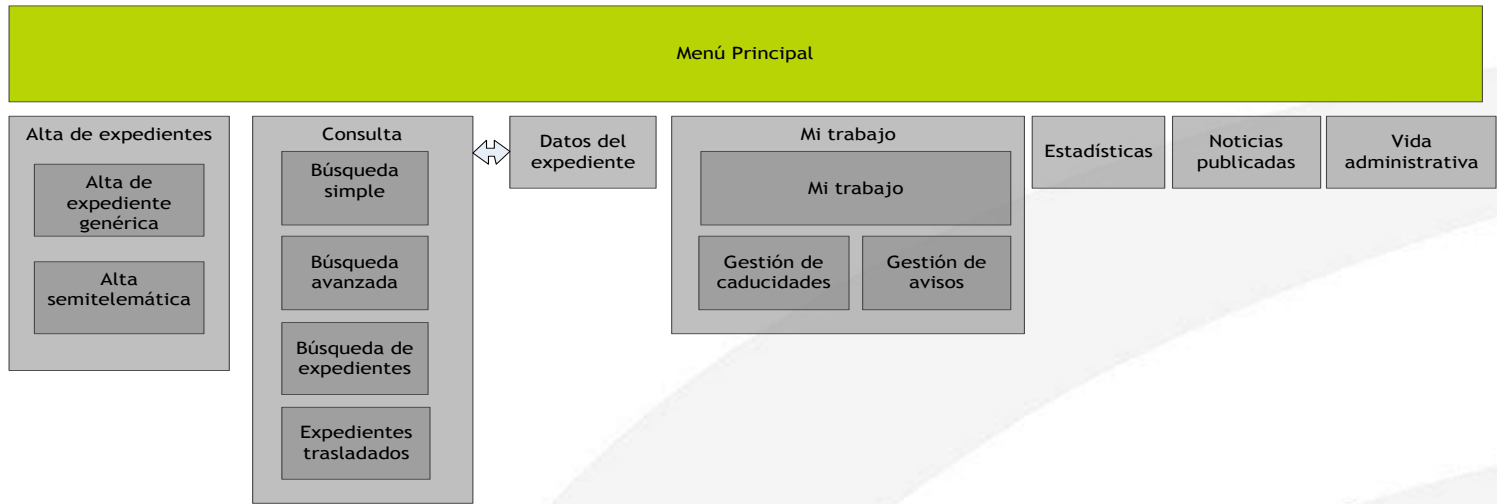 Menú Principal
Alta de expedientes
Alta de
expediente
genérica
Alta
semitelemática
Consulta
Búsqueda
simple
Búsqueda
avanzada
Búsqueda de
expedientes
Expedientes
trasladados
Datos del
expediente
Mi trabajo
Mi trabajo
Gestión de
caducidades
Gestión de
avisos
Estadísticas
Noticias
publicadas
Vida
administrativa